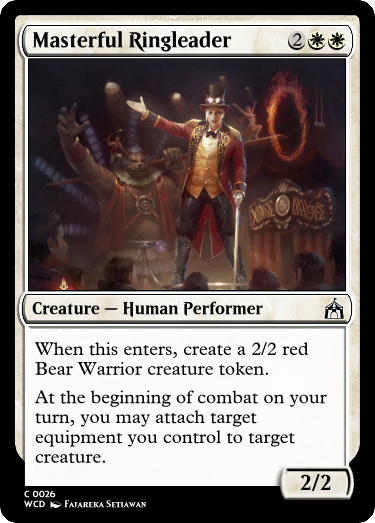 Masterful Ringleader 2
Creature — Human Performer
When this enters, create a 2/2 red
Bear Warrior creature token.
At the beginning of combat on your
turn, you may attach target
equipment you control to target
creature.
2/2
C 0026
WCD Fajareka Setiawan